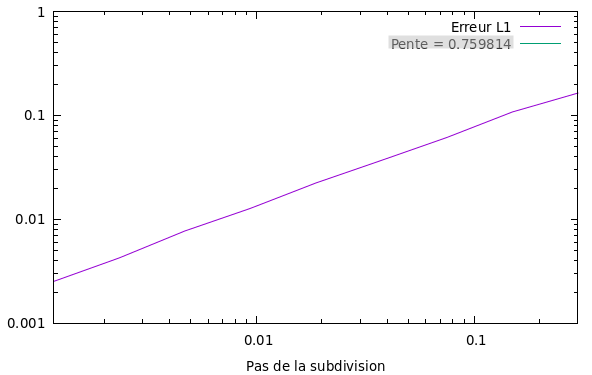 1
Erreur L1
Pente = 0.759814
0.1
0.01
0.001
0.01 0.1
Pas de la subdivision